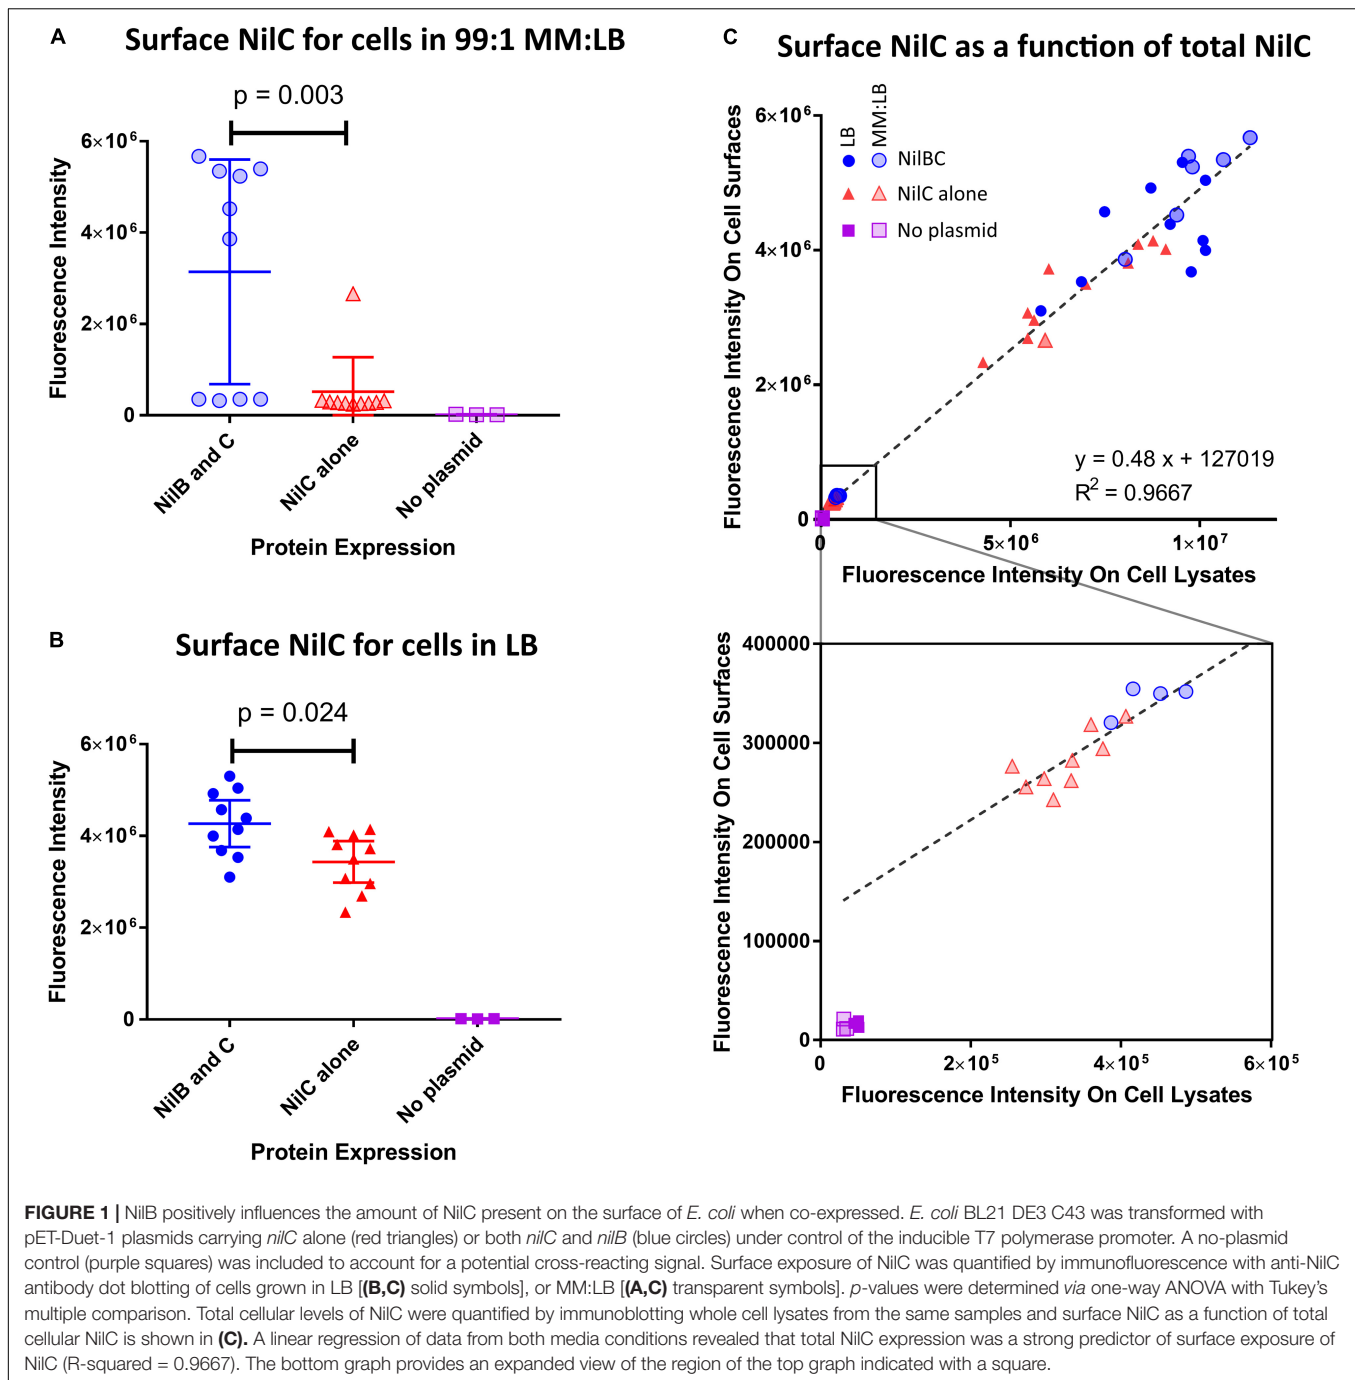 A
Surface NilC for cells in 99:1 MM:LB
p = 0.003
Fluorescence Intensity
6×10⁶
4×10⁶
2×10⁶
0
NilB and C
NilC alone
No plasmid
Protein Expression
B
Surface NilC for cells in LB
p = 0.024
Fluorescence Intensity
6×10⁶
4×10⁶
2×10⁶
0
NilB and C
NilC alone
No plasmid
Protein Expression
C
Surface NilC as a function of total NilC
Fluorescence Intensity On Cell Surfaces
6×10⁶
4×10⁶
2×10⁶
0
LB
MM:LB
NilBC
NilC alone
No plasmid
y = 0.48 x + 127019
R² = 0.9667
0
5×10⁶
1×10⁷
Fluorescence Intensity On Cell Lysates
Fluorescence Intensity On Cell Surfaces
400000
300000
200000
100000
0
0
2×10⁵
4×10⁵
6×10⁵
Fluorescence Intensity On Cell Lysates
FIGURE 1 | NilB positively influences the amount of NilC present on the surface of E. coli when co-expressed. E. coli BL21 DE3 C43 was transformed with
pET-Duet-1 plasmids carrying nilC alone (red triangles) or both nilC and nilB (blue circles) under control of the inducible T7 polymerase promoter. A no-plasmid
control (purple squares) was included to account for a potential cross-reacting signal. Surface exposure of NilC was quantified by immunofluorescence with anti-NilC
antibody dot blotting of cells grown in LB [(B,C) solid symbols], or MM:LB [(A,C) transparent symbols]. p-values were determined via one-way ANOVA with Tukey's
multiple comparison. Total cellular levels of NilC were quantified by immunoblotting whole cell lysates from the same samples and surface NilC as a function of total
cellular NilC is shown in (C). A linear regression of data from both media conditions revealed that total NilC expression was a strong predictor of surface exposure of
NilC (R-squared = 0.9667). The bottom graph provides an expanded view of the region of the top graph indicated with a square.